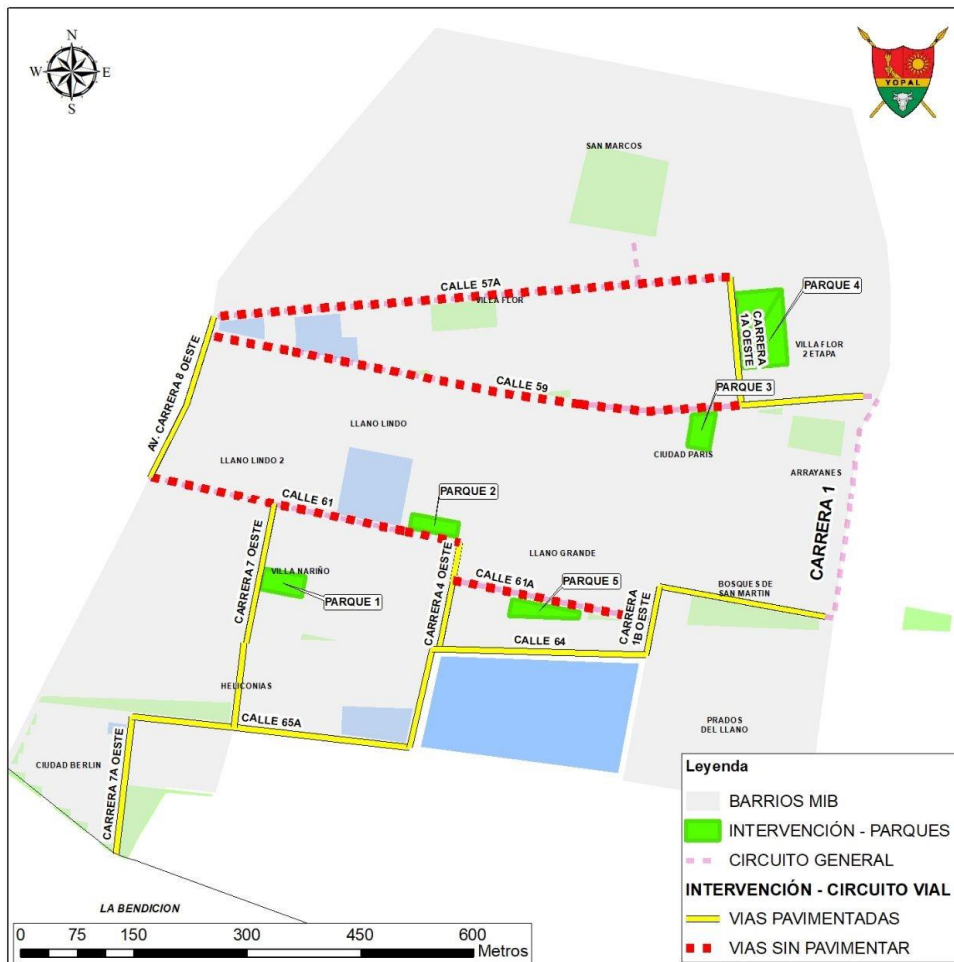 N
W
E
S
YOPAL
SAN MARCOS
CALLE 57A
VILLA FLOR
PARQUE 4
CARRERA
1A OESTE
VILLA FLOR
2 ETAPA
AV. CARRERA 8 OESTE
CALLE 59
PARQUE 3
LLANO LINDO
CIUDAD PARIS
LLANO LINDO 2
ARRAYANES
CARRERA 1
CALLE 61
PARQUE 2
LLANO GRANDE
CARRERA 7 OESTE
VILLA NARIÑO
PARQUE 1
CARRERA 4 OESTE
CALLE 61A
PARQUE 5
CARRERA
1B OESTE
BOSQUES DE
SAN MARTIN
CALLE 64
HELICONIAS
CALLE 65A
PRADOS
DEL LLANO
CIUDAD BERLIN
CARRERA 7A OESTE
LA BENDICION
0 75 150 300 450 600
Metros
Leyenda
BARRIOS MIB
INTERVENCIÓN - PARQUES
CIRCUITO GENERAL
INTERVENCIÓN - CIRCUITO VIAL
VIAS PAVIMENTADAS
VIAS SIN PAVIMENTAR